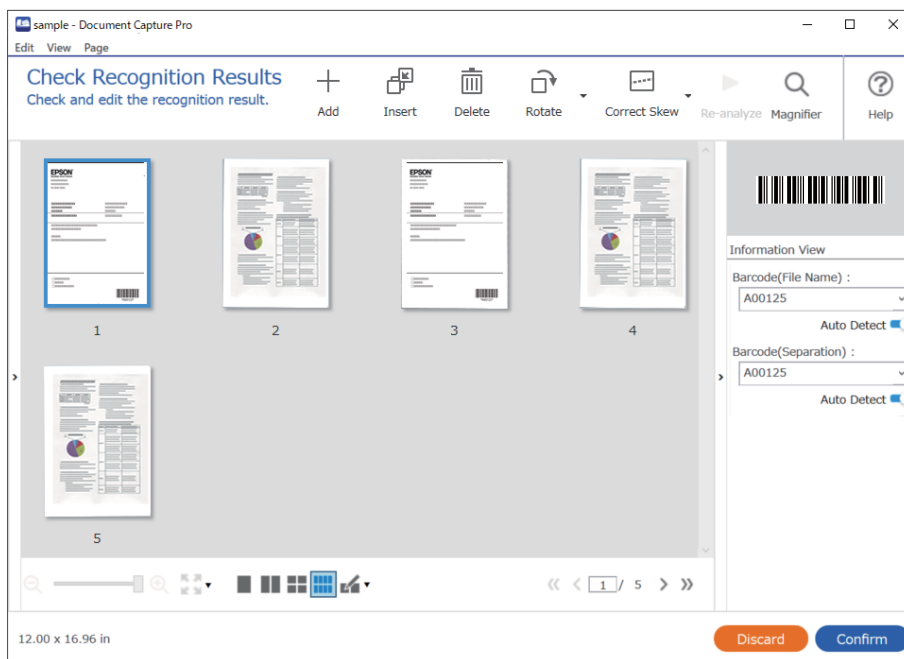 sample - Document Capture Pro
Edit View Page
Check Recognition Results
Check and edit the recognition result.
Add
Insert
Delete
Rotate
Correct Skew
Re-analyze
Magnifier
Help
EPSON
EPSON
1
2
3
4
5
Information View
Barcode(File Name) :
A00125
Auto Detect
Barcode(Separation) :
A00125
Auto Detect
1 / 5
12.00 x 16.96 in
Discard
Confirm